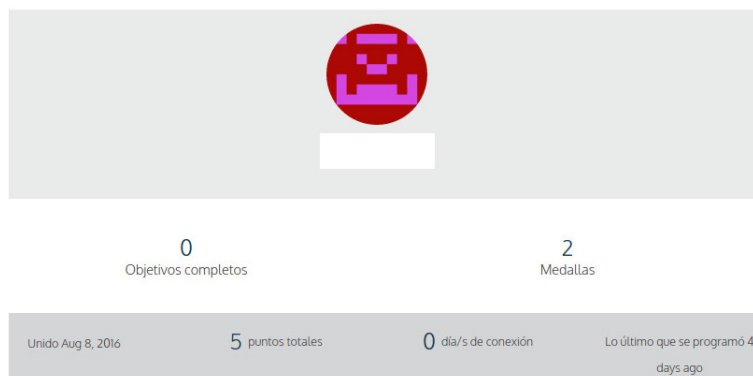 0
Objetivos completos
2
Medallas
Unido Aug 8, 2016
5 puntos totales
0 día/s de conexión
Lo último que se programó 4
days ago